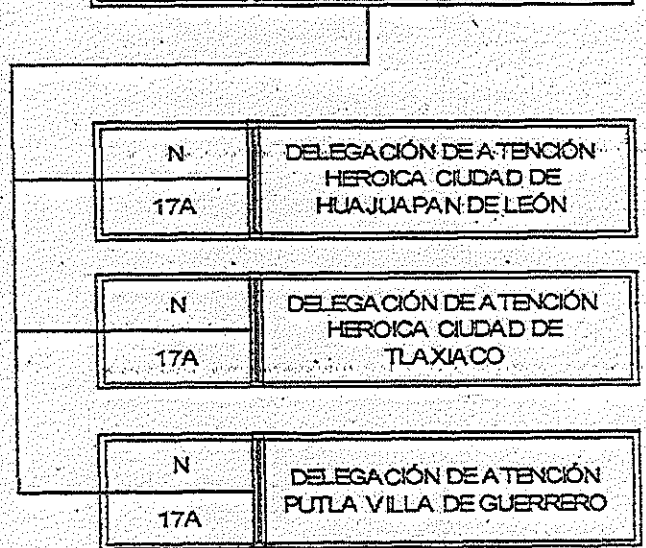 N
17A
DELEGACIÓN DE ATENCIÓN
HEROICA CIUDAD DE
HUAJUAPAN DE LEÓN
N
17A
DELEGACIÓN DE ATENCIÓN
HEROICA CIUDAD DE
TLAXIACO
N
17A
DELEGACIÓN DE ATENCIÓN
PUTLA VILLA DE GUERRERO